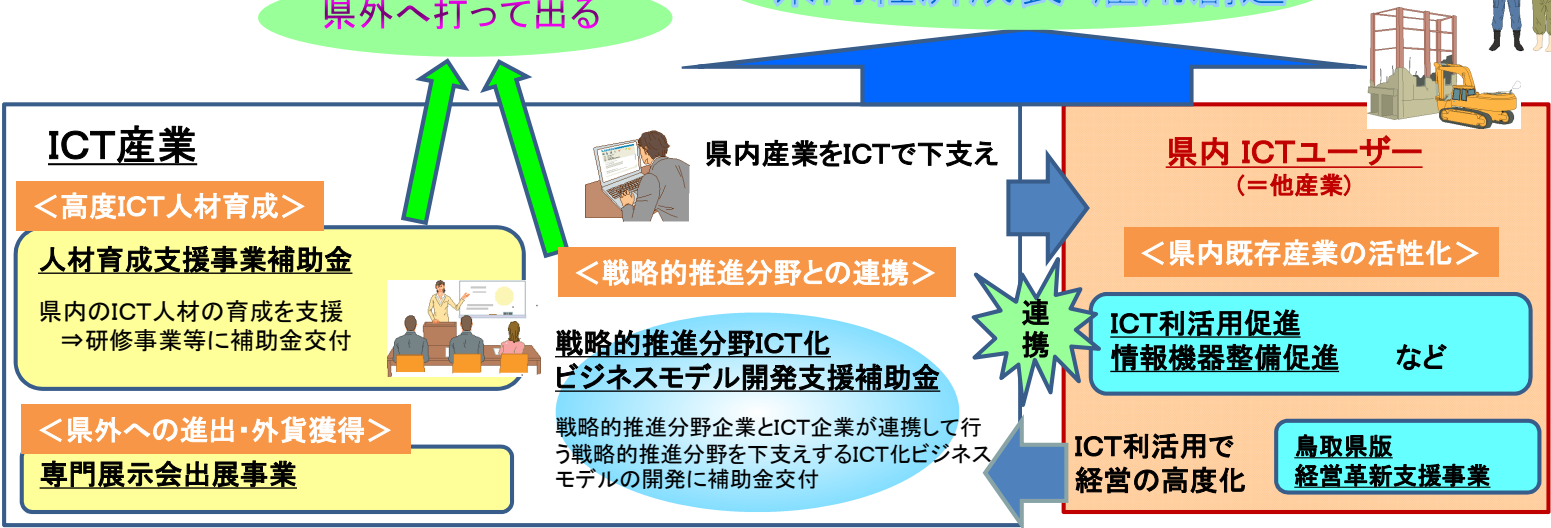 県外へ打って出る
県内経済成長・雇用創造
ICT産業
＜高度ICT人材育成＞
人材育成支援事業補助金
県内のICT人材の育成を支援
⇒研修事業等に補助金交付
＜県外への進出・外貨獲得＞
専門展示会出展事業
県内産業をICTで下支え
＜戦略的推進分野との連携＞
戦略的推進分野ICT化
ビジネスモデル開発支援補助金
戦略的推進分野企業とICT企業が連携して行
う戦略的推進分野を下支えするICT化ビジネス
モデルの開発に補助金交付
連
携
県内 ICTユーザー
（＝他産業）
＜県内既存産業の活性化＞
ICT利活用促進
情報機器整備促進　　など
ICT利活用で
経営の高度化
鳥取県版
経営革新支援事業